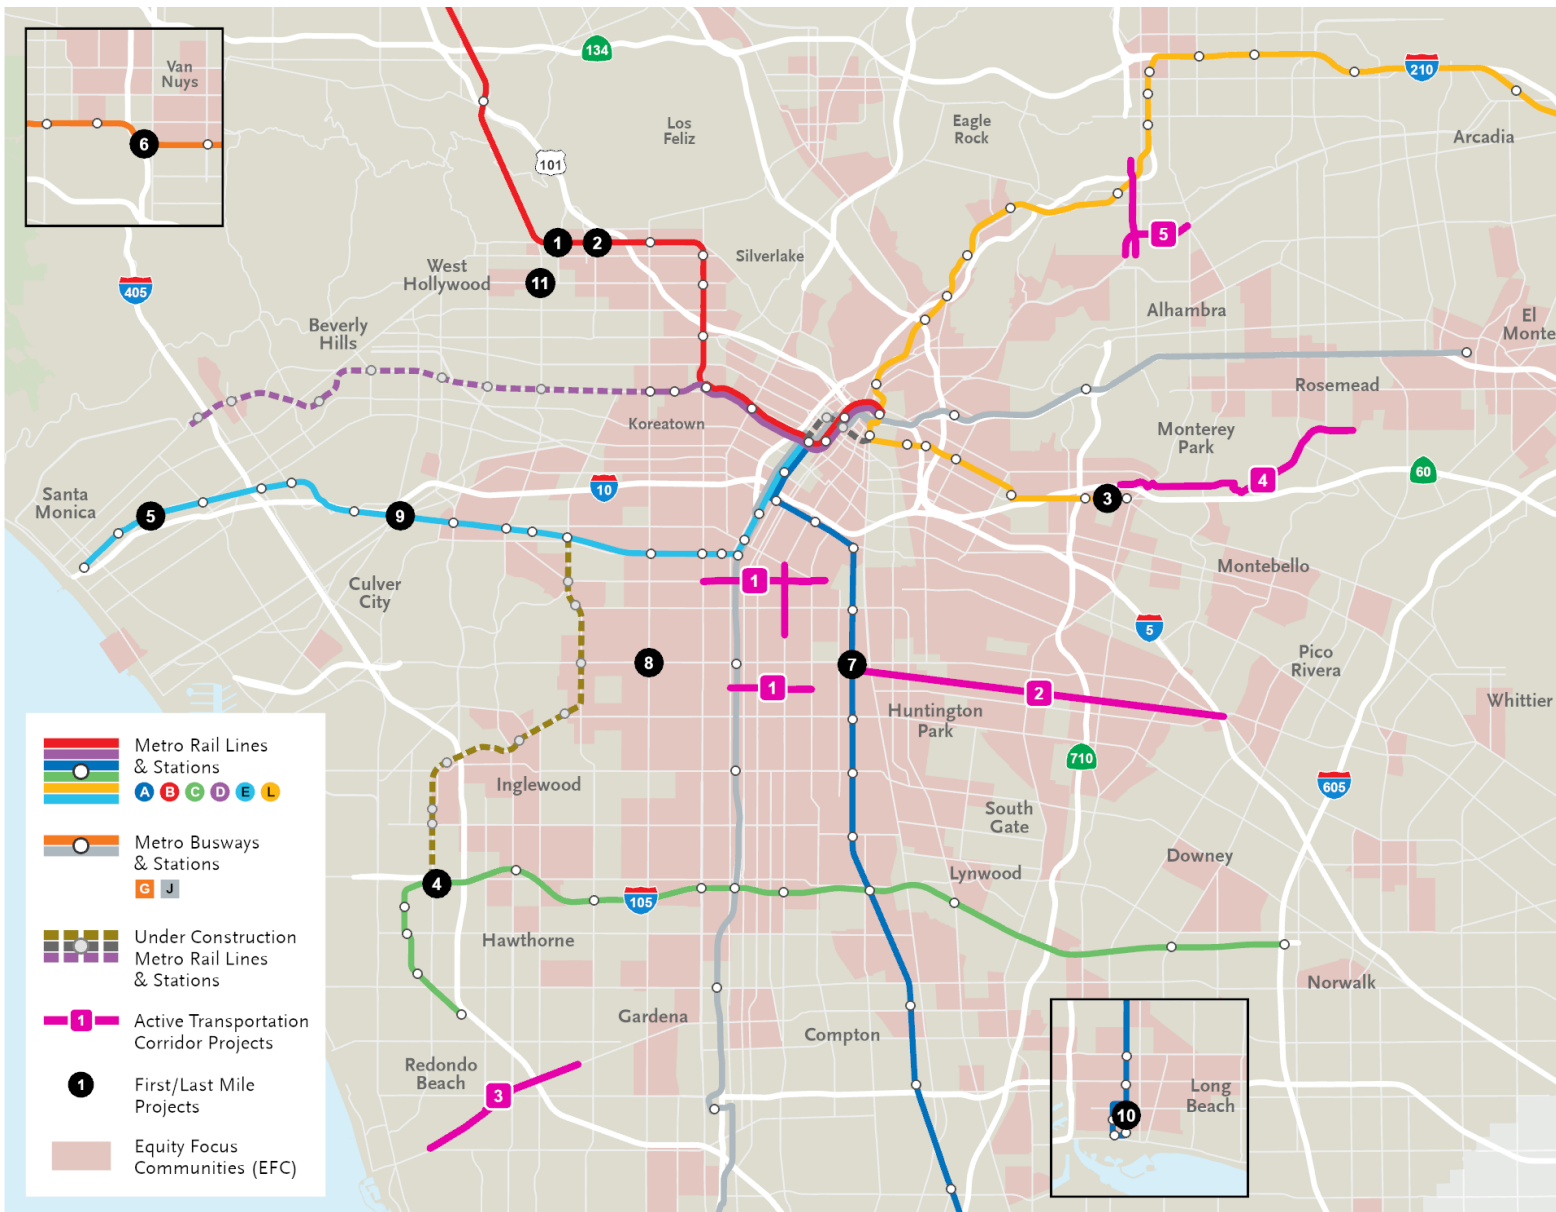 Van
Nuys
6
134
210
Los
Feliz
Eagle
Rock
Arcadia
101
1
2
5
11
West
Hollywood
Silverlake
405
Beverly
Hills
Alhambra
El
Monte
Rosemead
Koreatown
Monterey
Park
60
4
3
10
Santa
Monica
5
9
Culver
City
1
Montebello
5
Pico
Rivera
8
7
1
2
Whittier
Huntington
Park
710
605
Inglewood
South
Gate
Downey
Lynwood
4
105
Hawthorne
Norwalk
Gardena
Compton
Redondo
Beach
3
Long
Beach
10
Metro Rail Lines
& Stations
A B C D E L
Metro Busways
& Stations
G J
Under Construction
Metro Rail Lines
& Stations
1
Active Transportation
Corridor Projects
1
First/Last Mile
Projects
Equity Focus
Communities (EFC)